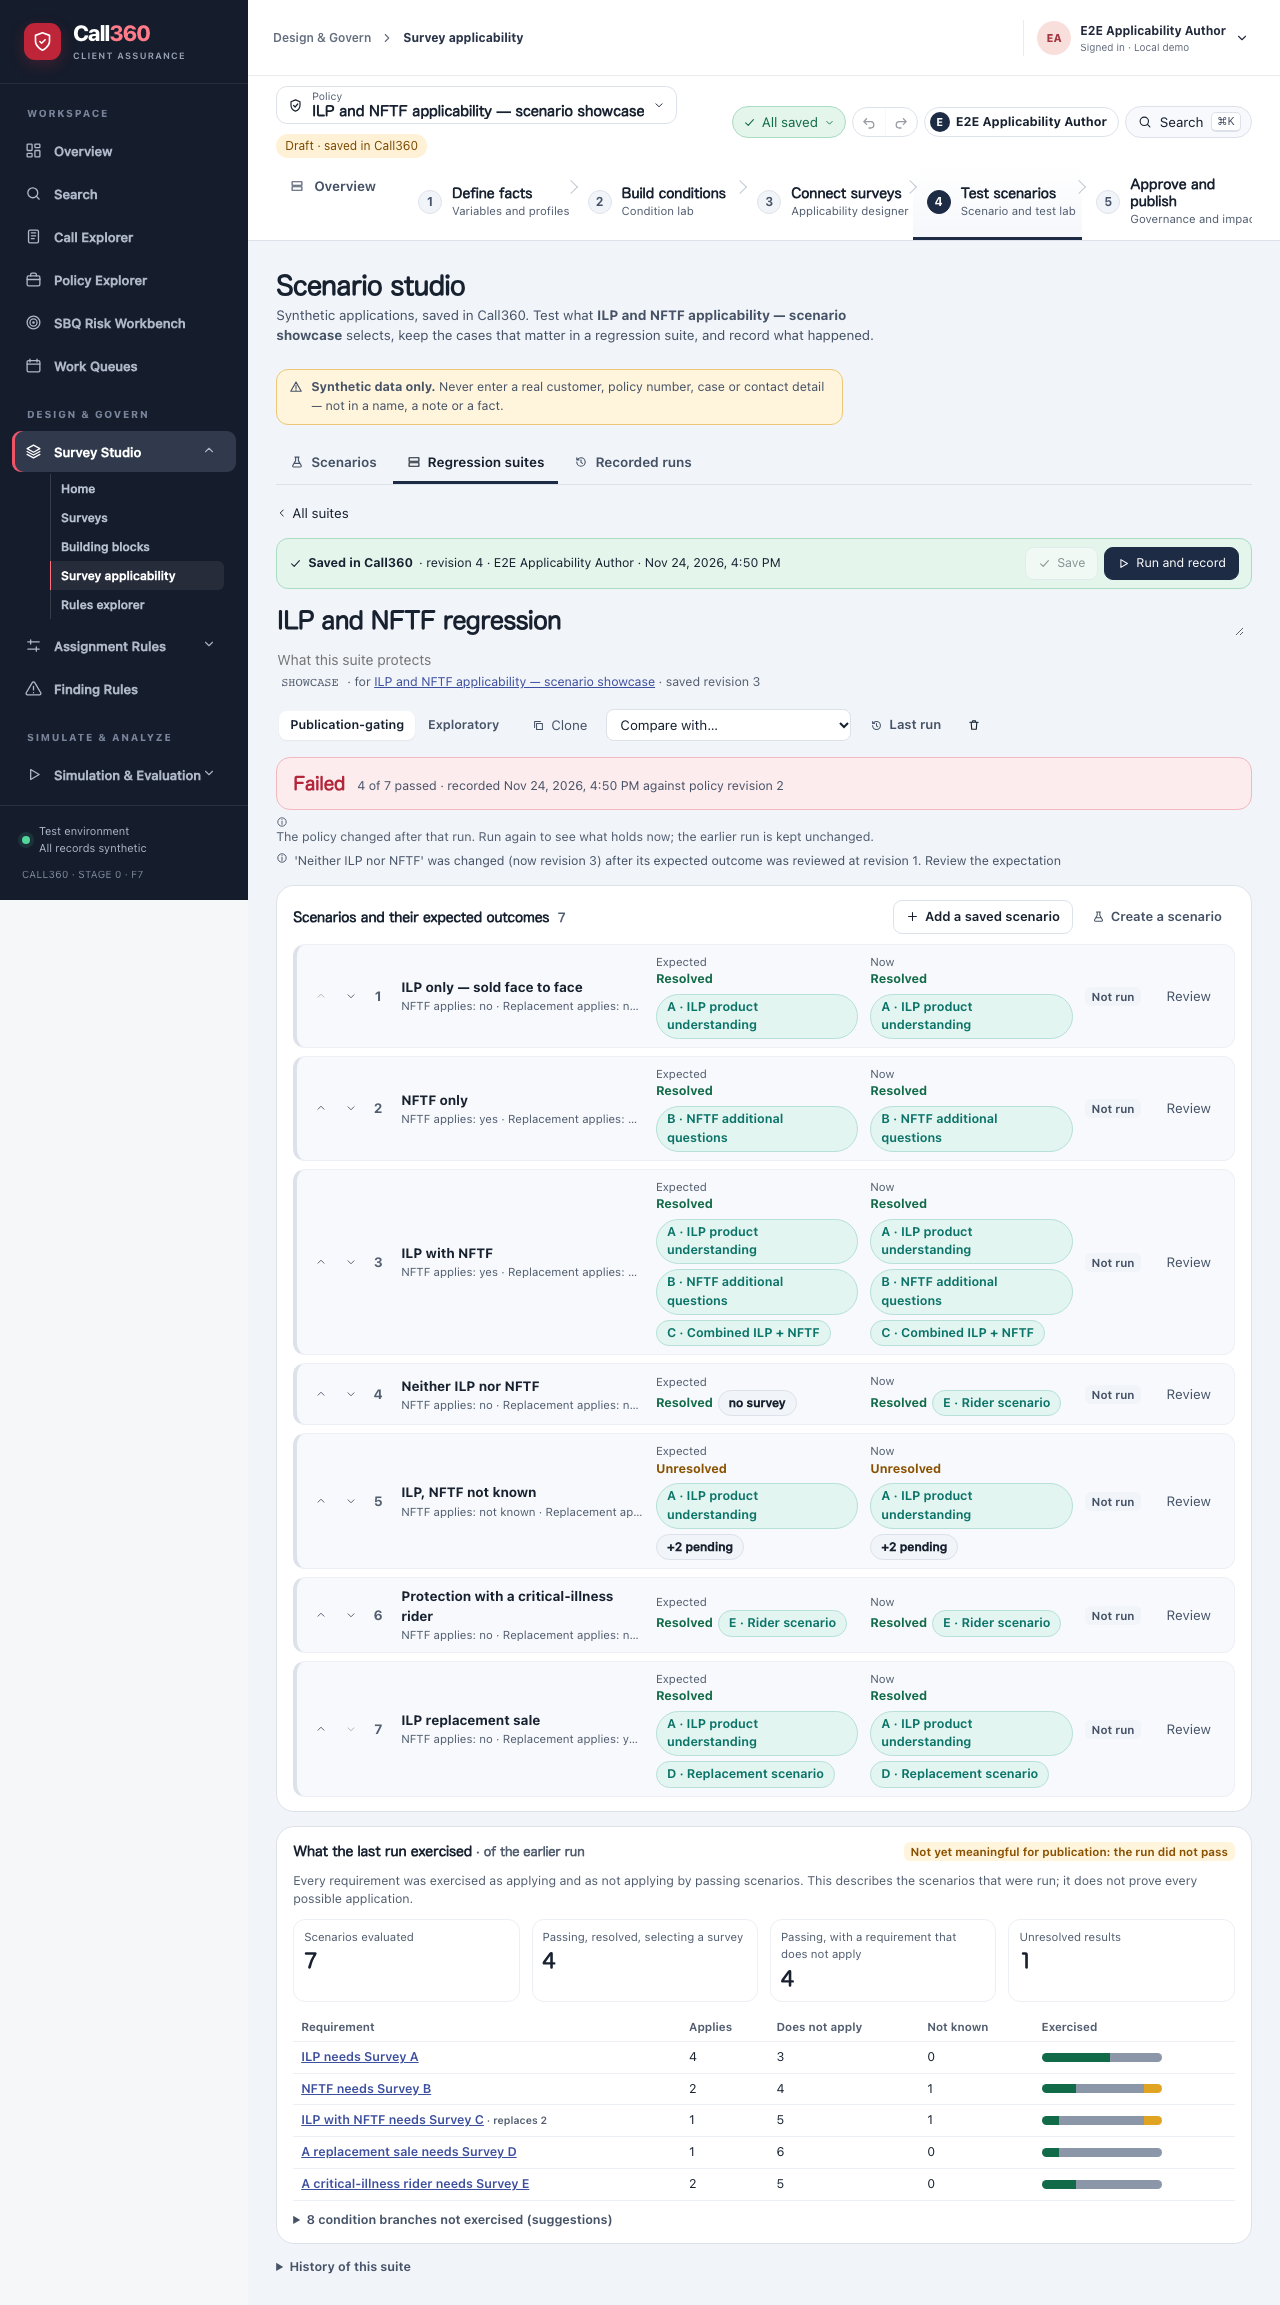 Call360
CLIENT ASSURANCE
WORKSPACE
Overview
Search
Call Explorer
Policy Explorer
SBQ Risk Workbench
Work Queues
DESIGN & GOVERN
Survey Studio
Home
Surveys
Building blocks
Survey applicability
Rules explorer
Assignment Rules
Finding Rules
SIMULATE & ANALYZE
Simulation & Evaluation
Test environment
All records synthetic
CALL360 · STAGE 0 · F7
Design & Govern > Survey applicability
EA
E2E Applicability Author
Signed in · Local demo
Policy
ILP and NFTF applicability — scenario showcase
Draft · saved in Call360
All saved
E E2E Applicability Author
Search ⌘K
Overview
1 Define facts
Variables and profiles
2 Build conditions
Condition lab
3 Connect surveys
Applicability designer
4 Test scenarios
Scenario and test lab
5 Approve and
publish
Governance and impac
Scenario studio
Synthetic applications, saved in Call360. Test what ILP and NFTF applicability — scenario
showcase selects, keep the cases that matter in a regression suite, and record what happened.
Synthetic data only. Never enter a real customer, policy number, case or contact detail
— not in a name, a note or a fact.
Scenarios
Regression suites
Recorded runs
All suites
Saved in Call360 · revision 4 · E2E Applicability Author · Nov 24, 2026, 4:50 PM
Save
Run and record
ILP and NFTF regression
What this suite protects
SHOWCASE · for ILP and NFTF applicability — scenario showcase · saved revision 3
Publication-gating
Exploratory
Clone
Compare with...
Last run
Failed 4 of 7 passed · recorded Nov 24, 2026, 4:50 PM against policy revision 2
The policy changed after that run. Run again to see what holds now; the earlier run is kept unchanged.
'Neither ILP nor NFTF' was changed (now revision 3) after its expected outcome was reviewed at revision 1. Review the expectation
Scenarios and their expected outcomes 7
Add a saved scenario
Create a scenario
1
ILP only — sold face to face
NFTF applies: no · Replacement applies: n...
Expected
Resolved
A · ILP product
understanding
Now
Resolved
A · ILP product
understanding
Not run
Review
2
NFTF only
NFTF applies: yes · Replacement applies: ...
Expected
Resolved
B · NFTF additional
questions
Now
Resolved
B · NFTF additional
questions
Not run
Review
3
ILP with NFTF
NFTF applies: yes · Replacement applies: ...
Expected
Resolved
A · ILP product
understanding
B · NFTF additional
questions
C · Combined ILP + NFTF
Now
Resolved
A · ILP product
understanding
B · NFTF additional
questions
C · Combined ILP + NFTF
Not run
Review
4
Neither ILP nor NFTF
NFTF applies: no · Replacement applies: n...
Expected
Resolved no survey
Now
Resolved E · Rider scenario
Not run
Review
5
ILP, NFTF not known
NFTF applies: not known · Replacement ap...
Expected
Unresolved
A · ILP product
understanding
+2 pending
Now
Unresolved
A · ILP product
understanding
+2 pending
Not run
Review
6
Protection with a critical-illness
rider
NFTF applies: no · Replacement applies: n...
Expected
Resolved E · Rider scenario
Now
Resolved E · Rider scenario
Not run
Review
7
ILP replacement sale
NFTF applies: no · Replacement applies: y...
Expected
Resolved
A · ILP product
understanding
D · Replacement scenario
Now
Resolved
A · ILP product
understanding
D · Replacement scenario
Not run
Review
What the last run exercised · of the earlier run
Not yet meaningful for publication: the run did not pass
Every requirement was exercised as applying and as not applying by passing scenarios. This describes the scenarios that were run; it does not prove every
possible application.
Scenarios evaluated
7
Passing, resolved, selecting a survey
4
Passing, with a requirement that
does not apply
4
Unresolved results
1
Requirement Applies Does not apply Not known Exercised
ILP needs Survey A 4 3 0
NFTF needs Survey B 2 4 1
ILP with NFTF needs Survey C · replaces 2 1 5 1
A replacement sale needs Survey D 1 6 0
A critical-illness rider needs Survey E 2 5 0
8 condition branches not exercised (suggestions)
History of this suite